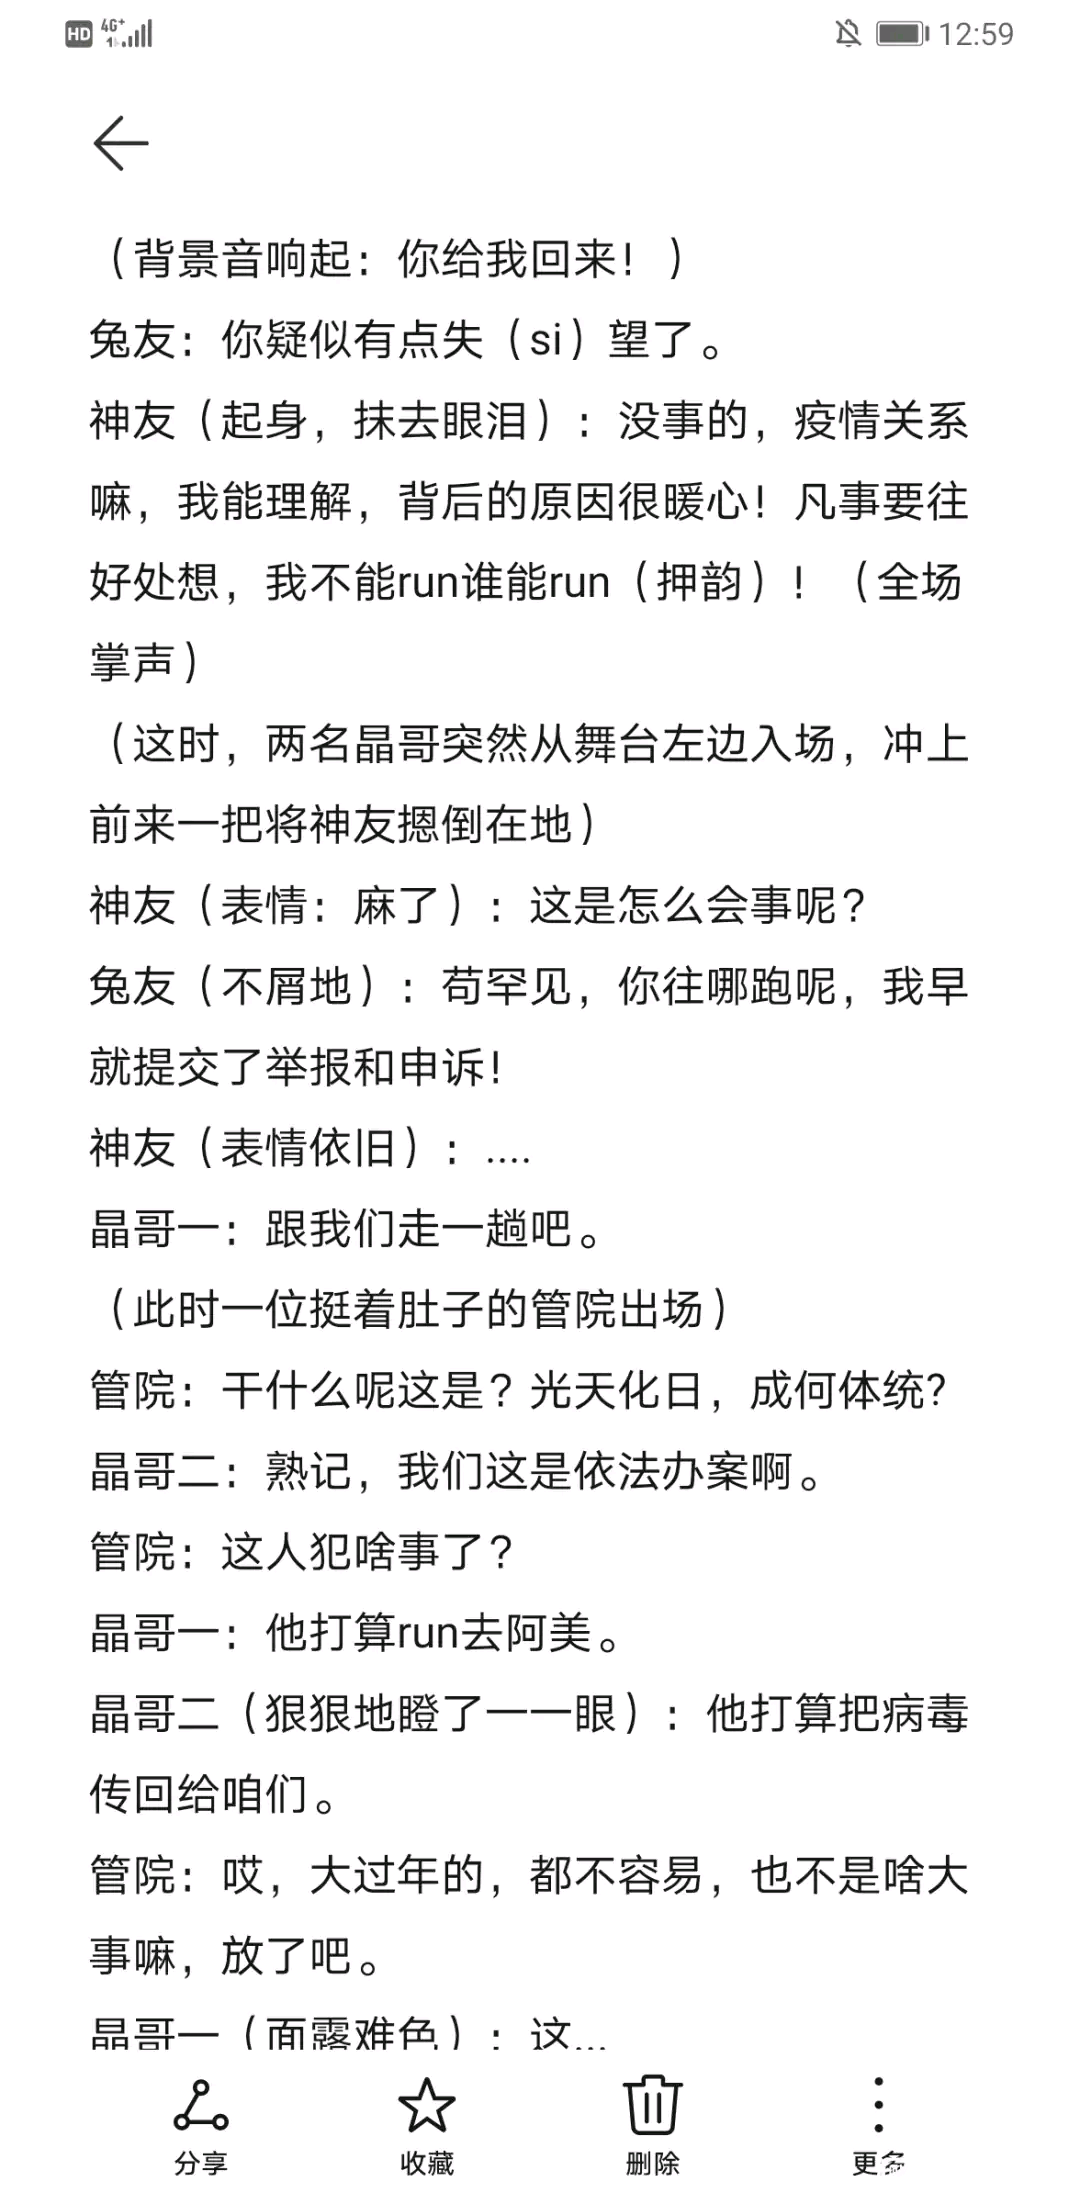 HD 4G+ 12:59
（背景音响起：你给我回来！）
兔友：你疑似有点失（si）望了。
神友（起身，抹去眼泪）：没事的，疫情关系
嘛，我能理解，背后的原因很暖心！凡事要往
好处想，我不能run谁能run（押韵）！（全场
掌声）
（这时，两名晶哥突然从舞台左边入场，冲上
前来一把将神友摁倒在地）
神友（表情：麻了）：这是怎么会事呢？
兔友（不屑地）：苟罕见，你往哪跑呢，我早
就提交了举报和申诉！
神友（表情依旧）：....
晶哥一：跟我们走一趟吧。
（此时一位挺着肚子的管院出场）
管院：干什么呢这是？光天化日，成何体统？
晶哥二：熟记，我们这是依法办案啊。
管院：这人犯啥事了？
晶哥一：他打算run去阿美。
晶哥二（狠狠地瞪了一一眼）：他打算把病毒
传回给咱们。
管院：哎，大过年的，都不容易，也不是啥大
事嘛，放了吧。
晶哥一（面露难色）：这...
分享 收藏 删除 更多